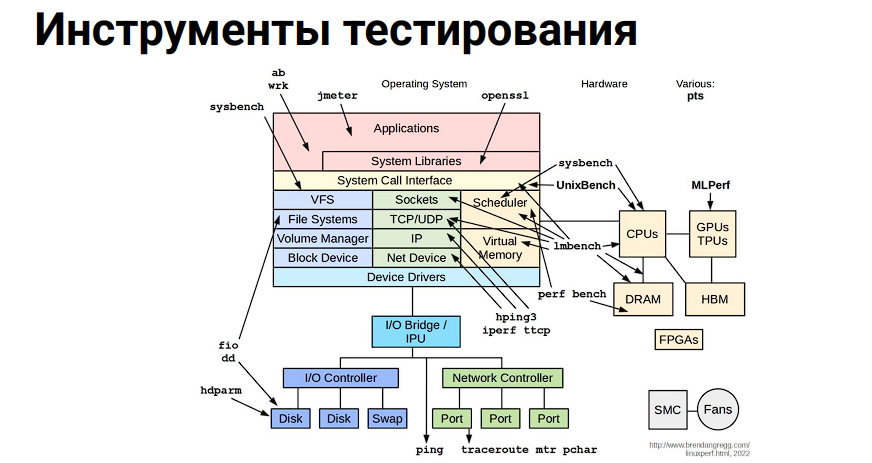 Инструменты тестирования
ab
wrk
Operating System
Hardware
Various:
pts
jmeter
openssl
sysbench
Applications
System Libraries
System Call Interface
sysbench
UnixBench
MLPerf
VFS
Sockets
Scheduler
File Systems
TCP/UDP
CPUs
GPUs
TPUs
Volume Manager
IP
Virtual
Memory
lmbench
Block Device
Net Device
Device Drivers
perf bench
DRAM
HBM
hping3
iperf ttcp
I/O Bridge /
IPU
FPGAs
fio
dd
I/O Controller
Network Controller
hdparm
Disk
Disk
Swap
Port
Port
Port
SMC
Fans
ping
traceroute mtr pchar
http://www.brendangregg.com/
linuxperf.html, 2022